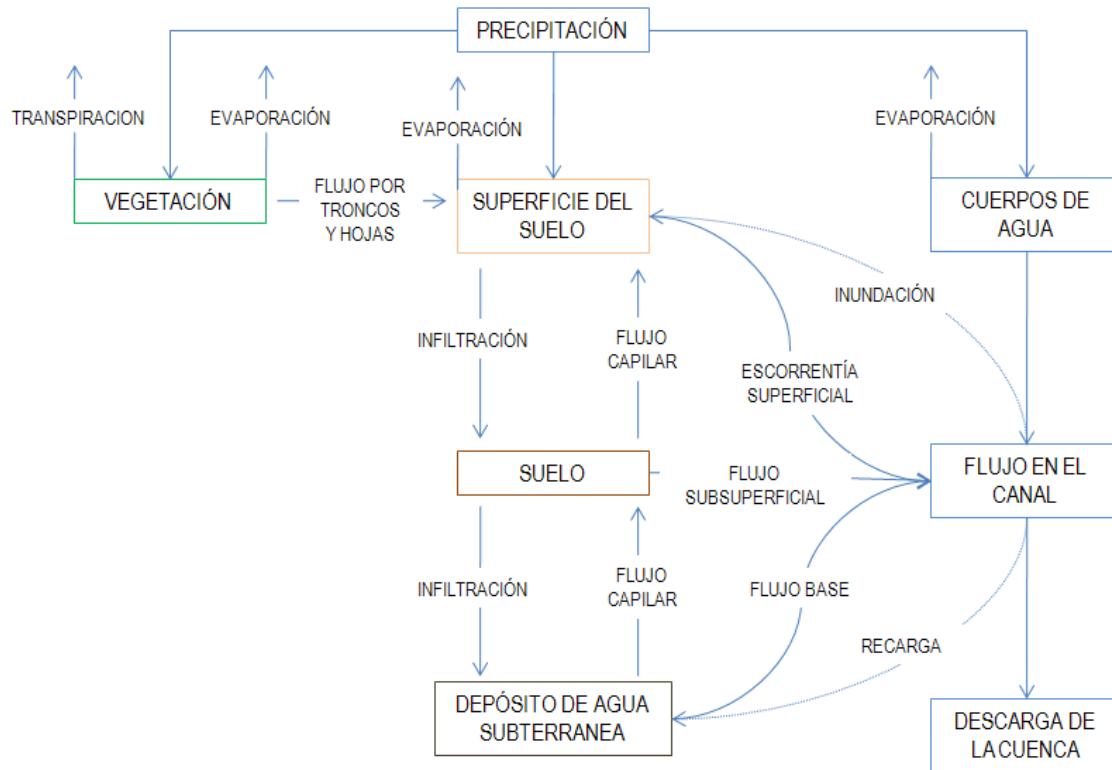 PRECIPITACIÓN
TRANSPIRACION
EVAPORACIÓN
EVAPORACIÓN
EVAPORACIÓN
VEGETACIÓN
FLUJO POR
TRONCOS
Y HOJAS
SUPERFICIE DEL
SUELO
CUERPOS DE
AGUA
INUNDACIÓN
INFILTRACIÓN
FLUJO
CAPILAR
ESCORRENTÍA
SUPERFICIAL
SUELO
FLUJO
SUBSUPERFICIAL
FLUJO EN EL
CANAL
INFILTRACIÓN
FLUJO
CAPILAR
FLUJO BASE
RECARGA
DEPÓSITO DE AGUA
SUBTERRANEA
DESCARGA DE
LA CUENCA